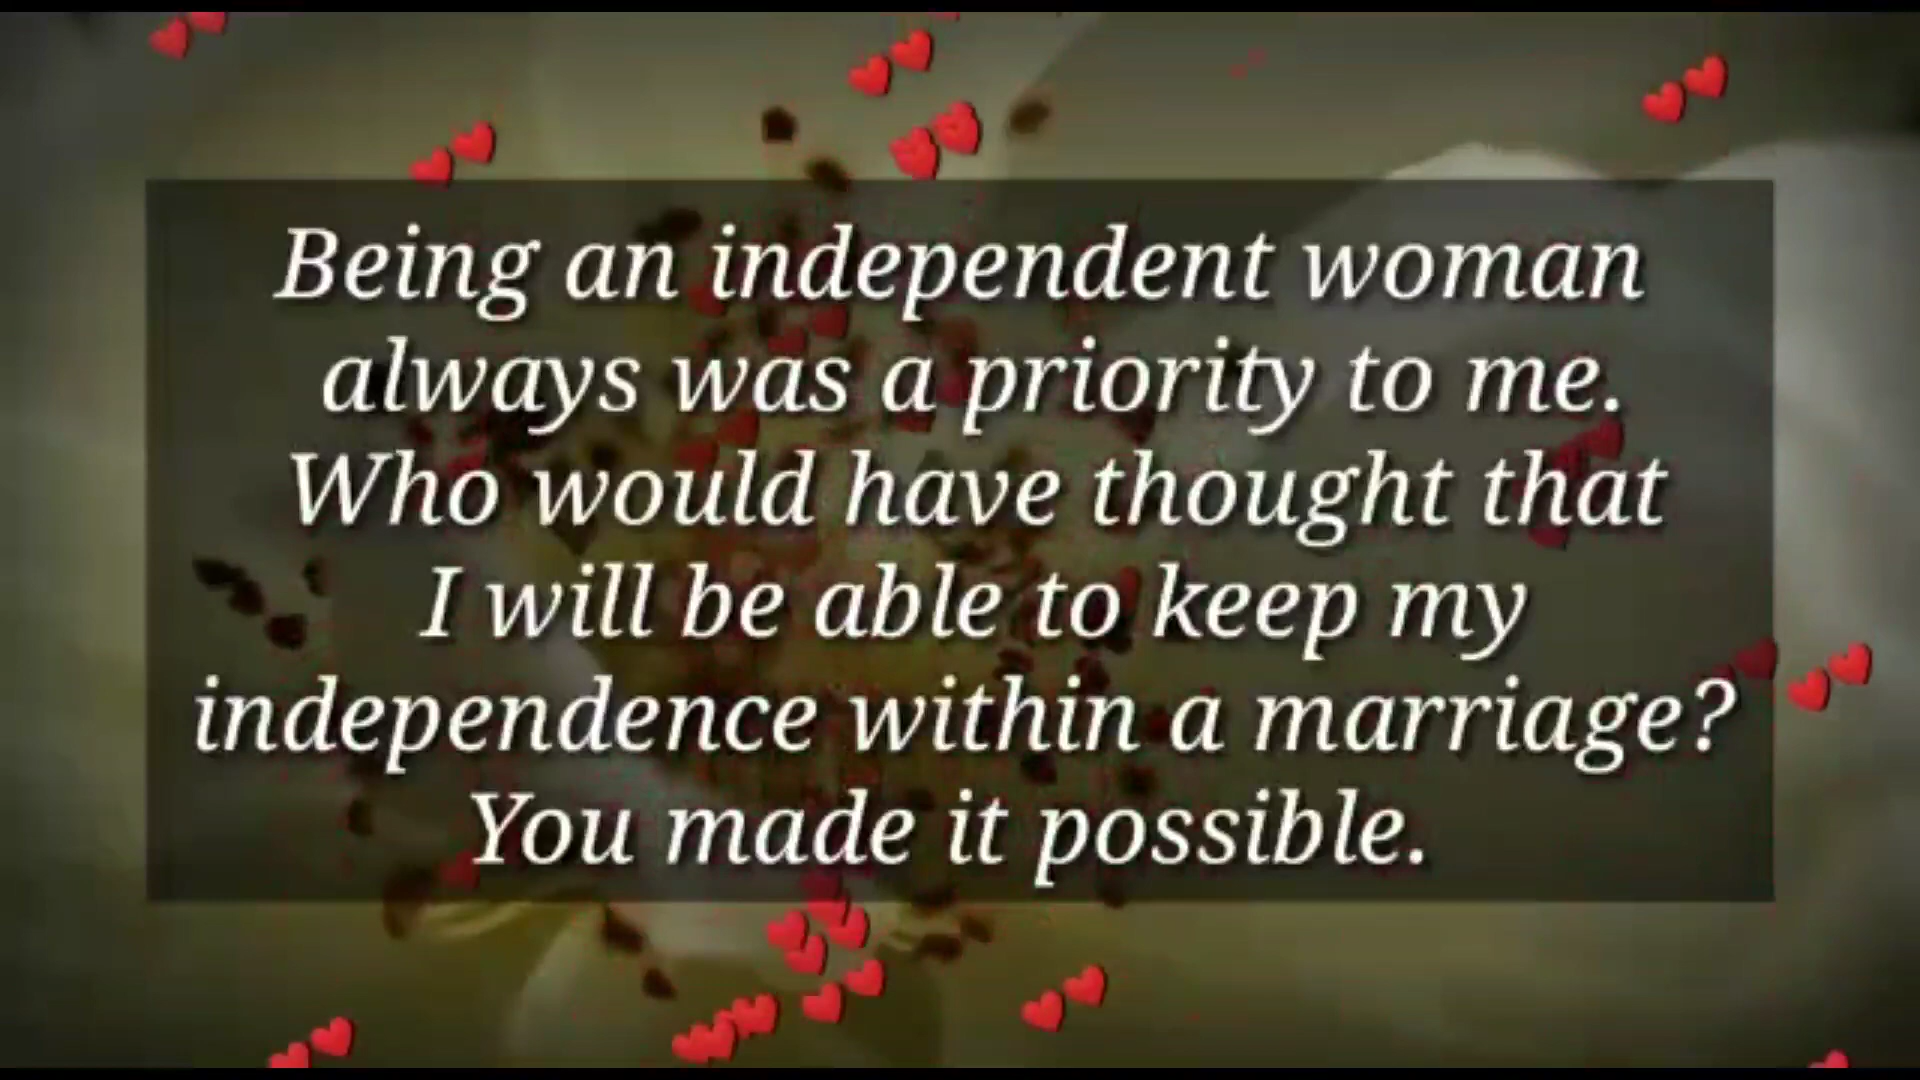 Being an independent woman
always was a priority to me.
Who would have thought that
I will be able to keep my
independence within a marriage?
You made it possible.